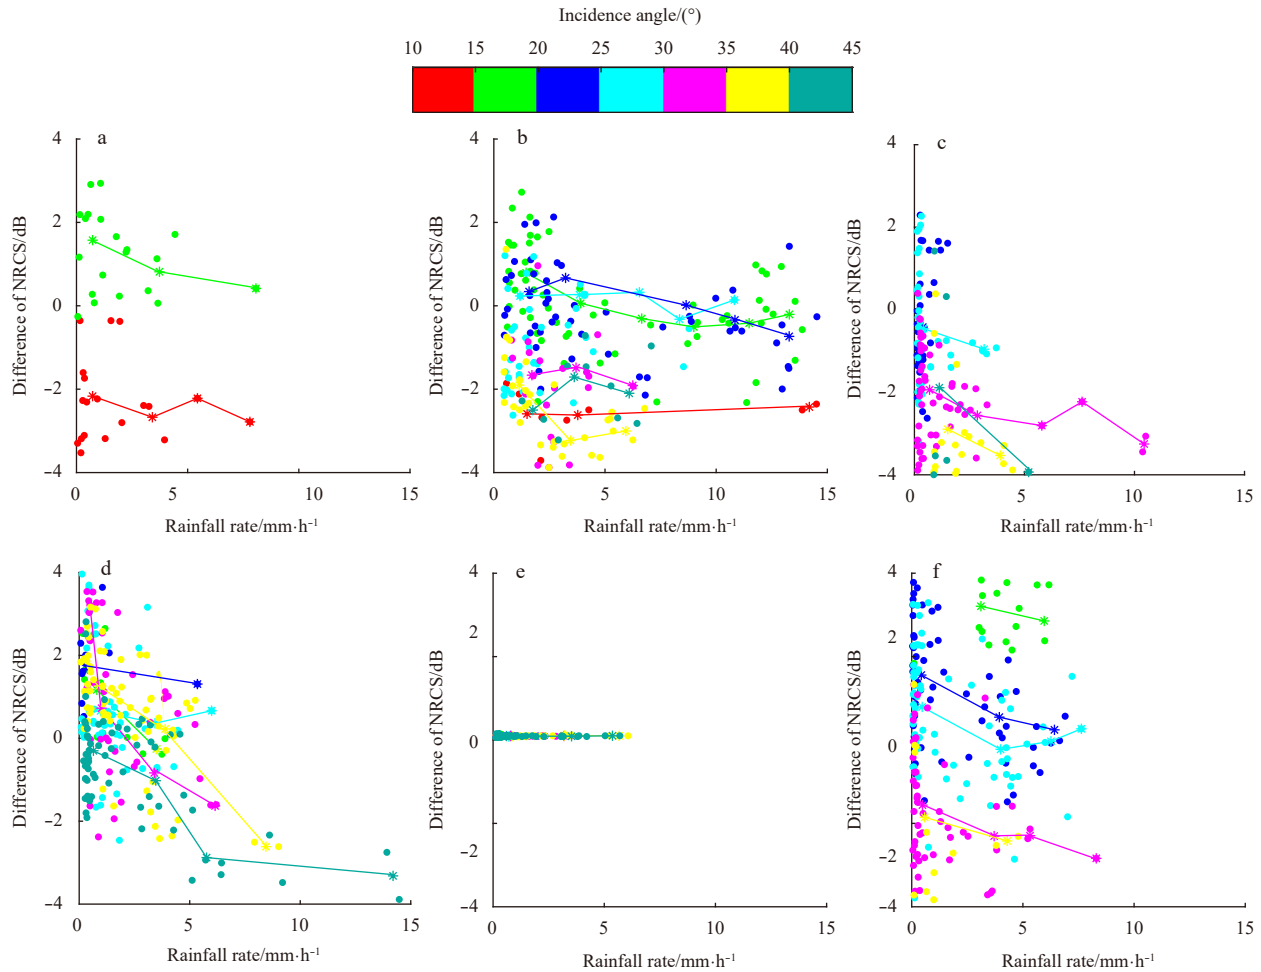 Incidence angle/(°)
10 15 20 25 30 35 40 45
a
4
2
0
−2
−4
0 5 10 15
Difference of NRCS/dB
Rainfall rate/mm·h⁻¹
b
4
2
0
−2
−4
0 5 10 15
Difference of NRCS/dB
Rainfall rate/mm·h⁻¹
c
4
2
0
−2
−4
0 5 10 15
Difference of NRCS/dB
Rainfall rate/mm·h⁻¹
d
4
2
0
−2
−4
0 5 10 15
Difference of NRCS/dB
Rainfall rate/mm·h⁻¹
e
4
2
0
−2
−4
0 5 10 15
Difference of NRCS/dB
Rainfall rate/mm·h⁻¹
f
4
2
0
−2
−4
0 5 10 15
Difference of NRCS/dB
Rainfall rate/mm·h⁻¹